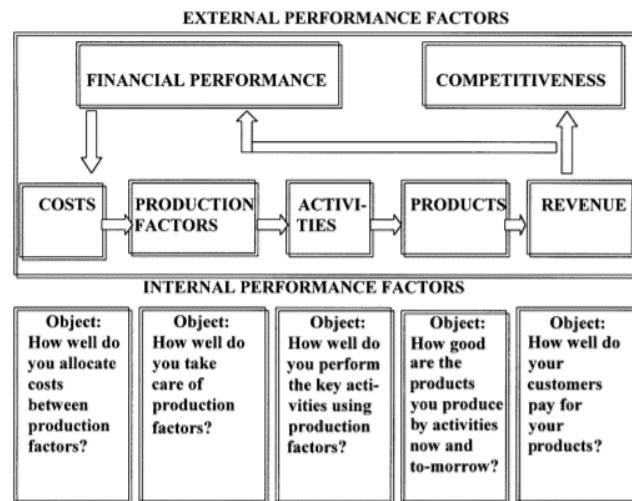 EXTERNAL PERFORMANCE FACTORS
FINANCIAL PERFORMANCE
COMPETITIVENESS
COSTS
PRODUCTION
FACTORS
ACTIVI-
TIES
PRODUCTS
REVENUE
INTERNAL PERFORMANCE FACTORS
Object:
How well do
you allocate
costs
between
production
factors?
Object:
How well do
you take
care of
production
factors?
Object:
How well do
you perform
the key acti-
vities using
production
factors?
Object:
How good
are the
products
you produce
by activities
now and
to-morrow?
Object:
How well do
your
customers
pay for
your
products?